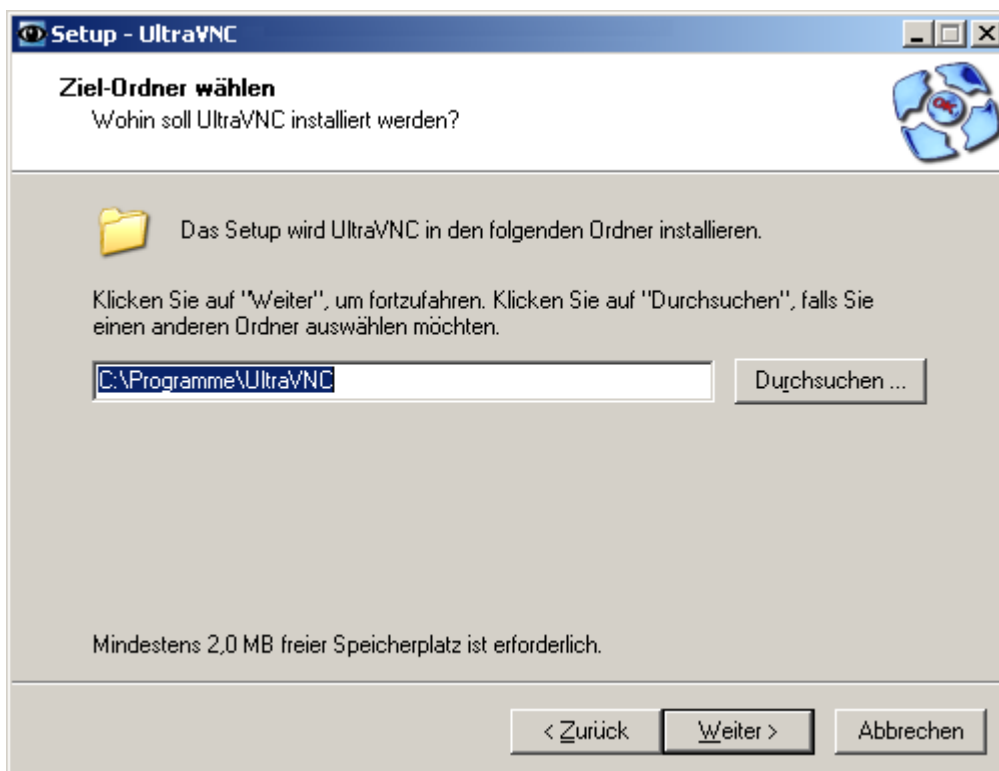 Setup - UltraVNC
Ziel-Ordner wählen
Wohin soll UltraVNC installiert werden?
Das Setup wird UltraVNC in den folgenden Ordner installieren.
Klicken Sie auf "Weiter", um fortzufahren. Klicken Sie auf "Durchsuchen", falls Sie
einen anderen Ordner auswählen möchten.
C:\Programme\UltraVNC
Durchsuchen ...
Mindestens 2,0 MB freier Speicherplatz ist erforderlich.
< Zurück
Weiter >
Abbrechen